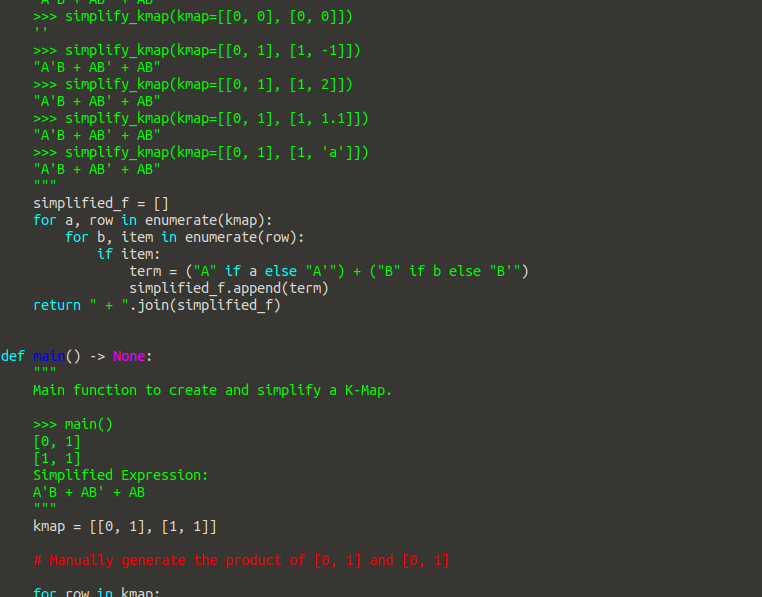 "A'B + AB' + AB"
>>> simplify_kmap(kmap=[[0, 0], [0, 0]])
''
>>> simplify_kmap(kmap=[[0, 1], [1, -1]])
"A'B + AB' + AB"
>>> simplify_kmap(kmap=[[0, 1], [1, 2]])
"A'B + AB' + AB"
>>> simplify_kmap(kmap=[[0, 1], [1, 1.1]])
"A'B + AB' + AB"
>>> simplify_kmap(kmap=[[0, 1], [1, 'a']])
"A'B + AB' + AB"
"""
simplified_f = []
for a, row in enumerate(kmap):
for b, item in enumerate(row):
if item:
term = ("A" if a else "A'") + ("B" if b else "B'")
simplified_f.append(term)
return " + ".join(simplified_f)
def main() -> None:
"""
Main function to create and simplify a K-Map.
>>> main()
[0, 1]
[1, 1]
Simplified Expression:
A'B + AB' + AB
"""
kmap = [[0, 1], [1, 1]]
# Manually generate the product of [0, 1] and [0, 1]
for row in kmap: